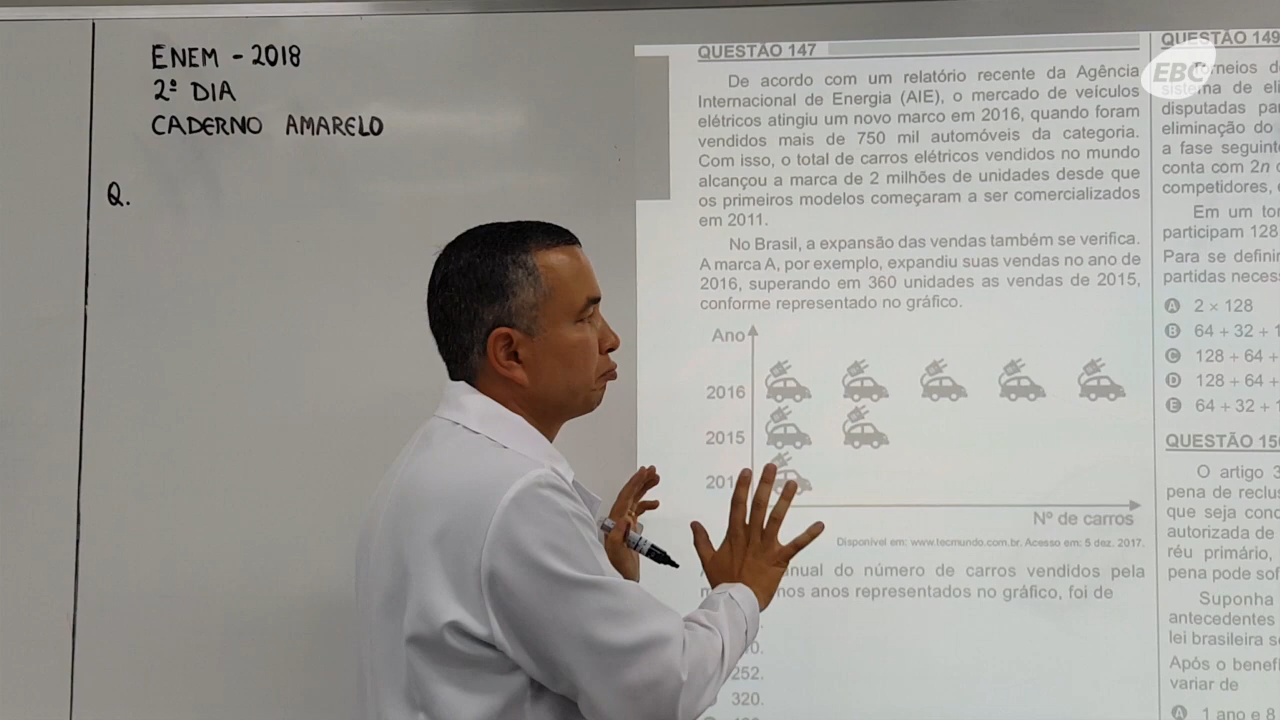 ENEM - 2018
2º DIA
CADERNO AMARELO
Q.
QUESTÃO 147
De acordo com um relatório recente da Agência
Internacional de Energia (AIE), o mercado de veículos
elétricos atingiu um novo marco em 2016, quando foram
vendidos mais de 750 mil automóveis da categoria.
Com isso, o total de carros elétricos vendidos no mundo
alcançou a marca de 2 milhões de unidades desde que
os primeiros modelos começaram a ser comercializados
em 2011.
No Brasil, a expansão das vendas também se verifica.
A marca A, por exemplo, expandiu suas vendas no ano de
2016, superando em 360 unidades as vendas de 2015,
conforme representado no gráfico.
Ano
2016
2015
201
Nº de carros
Disponível em: www.tecmundo.com.br. Acesso em: 5 dez. 2017.
anual do número de carros vendidos pela
nos anos representados no gráfico, foi de
252.
320.
QUESTÃO 149
EBC
Torneios d
sistema de eli
disputadas pa
eliminação do
a fase seguint
conta com 2n
competidores,
Em um tor
participam 128
Para se definir
partidas neces
A 2 × 128
B 64 + 32 + 1
C 128 + 64 +
D 128 + 64 +
E 64 + 32 + 1
QUESTÃO 15
O artigo 3
pena de reclu
que seja conc
autorizada de
réu primário,
pena pode sof
Suponha
antecedentes
lei brasileira s
Após o benef
variar de
A 1 ano e 8